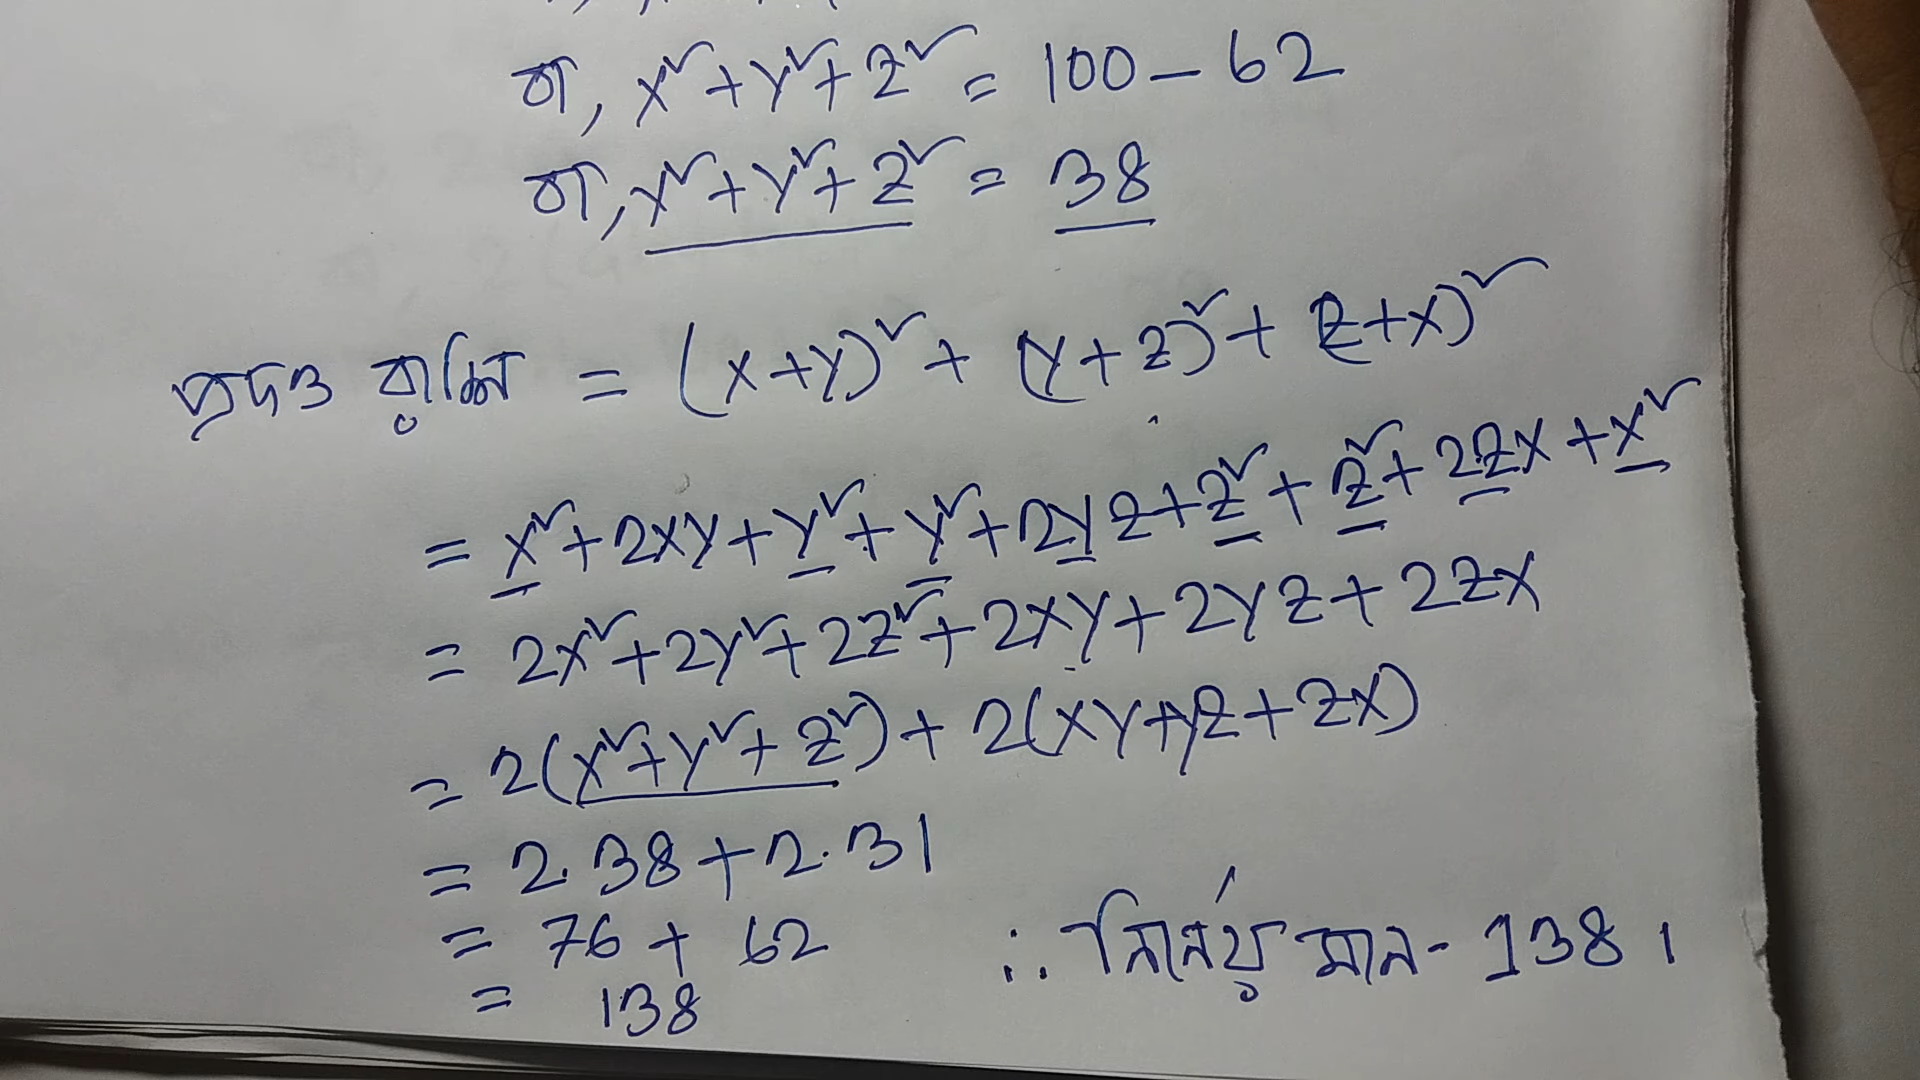 বা, x²+y²+z² = 100-62
বা, x²+y²+z² = 38
প্রদত্ত রাশি = (x+y)² + (y+z)² + (z+x)²
= x²+2xy+y²+y²+2yz+z²+z²+2zx+x²
= 2x²+2y²+2z²+2xy+2yz+2zx
= 2(x²+y²+z²)+2(xy+yz+zx)
= 2.38+2.31
= 76 + 62
= 138
∴ নির্ণেয় মান- 138।